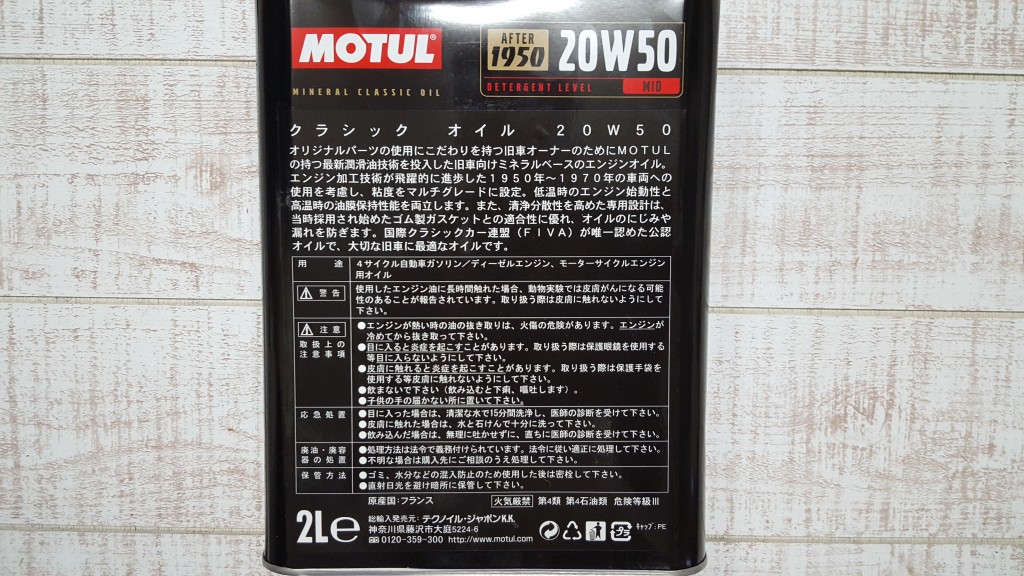 MOTUL®
AFTER 1950 20W50
MINERAL CLASSIC OIL
DETERGENT LEVEL MID
クラシック オイル 20W50
オリジナルパーツの使用にこだわりを持つ旧車オーナーのためにMOTUL
の持つ最新潤滑油技術を投入した旧車向けミネラルベースのエンジンオイル。
エンジン加工技術が飛躍的に進歩した1950年~1970年の車両への
使用を考慮し、粘度をマルチグレードに設定。低温時のエンジン始動性と
高温時の油膜保持性能を両立します。また、清浄分散性を高めた専用設計は、
当時採用され始めたゴム製ガスケットとの適合性に優れ、オイルのにじみや
漏れを防ぎます。国際クラシックカー連盟(FIVA)が唯一認めた公認
オイルで、大切な旧車に最適なオイルです。
用途 4サイクル自動車ガソリン/ディーゼルエンジン、モーターサイクルエンジン
用オイル
警告 使用したエンジン油に長時間触れた場合、動物実験では皮膚がんになる可能
性のあることが報告されています。取り扱う際は皮膚に触れないようにして
下さい。
注意 ●エンジンが熱い時の油の抜き取りは、火傷の危険があります。エンジンが
取扱上の 冷めてから抜き取って下さい。
注意事項 ●目に入ると炎症を起こすことがあります。取り扱う際は保護眼鏡を使用する
等目に入らないようにして下さい。
●皮膚に触れると炎症を起こすことがあります。取り扱う際は保護手袋を
使用する等皮膚に触れないようにして下さい。
●飲まないで下さい(飲み込むと下痢、嘔吐します)。
●子供の手の届かない所に置いて下さい。
応急処置 ●目に入った場合は、清潔な水で15分間洗浄し、医師の診断を受けて下さい。
●皮膚に触れた場合は、水と石けんで十分に洗って下さい。
●飲み込んだ場合は、無理に吐かせずに、直ちに医師の診断を受けて下さい。
廃油・廃容 ●処理方法は法令で義務付けられています。法令に従い適正に処理して下さい。
器の処置 ●不明な場合は購入先にご相談のうえ処理して下さい。
保管方法 ●ゴミ、水分などの混入防止のため使用した後は密栓して下さい。
●直射日光を避け暗所に保管して下さい。
原産国:フランス 火気厳禁 第4類 第4石油類 危険等級Ⅲ
2L℮
総輸入発売元: テクノイル・ジャポンK.K.
神奈川県藤沢市大庭5224-6
0120-359-300 http://www.motul.com
プラ
キャップ:PE